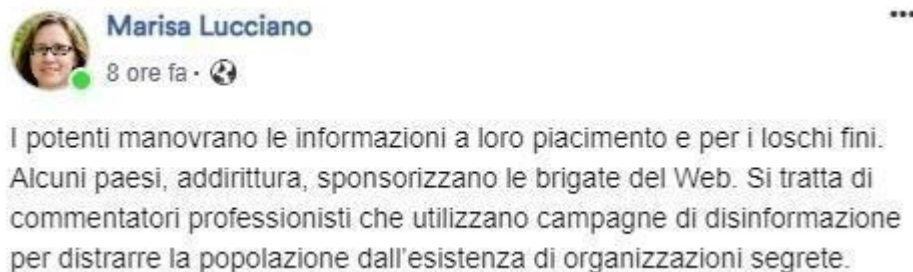 Marisa Lucciano
8 ore fa ·
I potenti manovrano le informazioni a loro piacimento e per i loschi fini.
Alcuni paesi, addirittura, sponsorizzano le brigate del Web. Si tratta di
commentatori professionisti che utilizzano campagne di disinformazione
per distrarre la popolazione dall'esistenza di organizzazioni segrete.